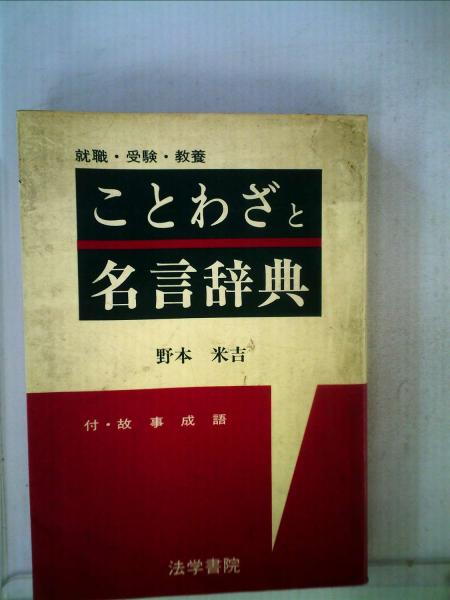 就職・受験・教養
ことわざと
名言辞典
野本 米吉
付・故事成語
法学書院